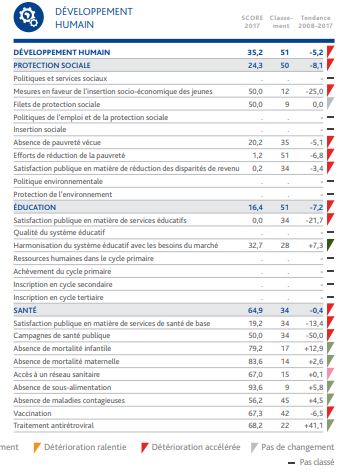 DÉVELOPPEMENT
HUMAIN
SCORE 2017 Classe-ment Tendance 2008-2017
DÉVELOPPEMENT HUMAIN 35,2 51 -5,2
PROTECTION SOCIALE 24,3 50 -8,1
Politiques et services sociaux . . -
Mesures en faveur de l'insertion socio-économique des jeunes 50,0 12 -25,0
Filets de protection sociale 50,0 9 0,0
Politiques de l'emploi et de la protection sociale . . -
Insertion sociale . . -
Absence de pauvreté vécue 20,2 35 -5,1
Efforts de réduction de la pauvreté 1,2 51 -6,8
Satisfaction publique en matière de réduction des disparités de revenu 0,2 34 -3,4
Politique environnementale . . -
Protection de l'environnement . . -
ÉDUCATION 16,4 51 -7,2
Satisfaction publique en matière de services éducatifs 0,0 34 -21,7
Qualité du système éducatif . . -
Harmonisation du système éducatif avec les besoins du marché 32,7 28 +7,3
Ressources humaines dans le cycle primaire . . -
Achèvement du cycle primaire . . -
Inscription en cycle secondaire . . -
Inscription en cycle tertiaire . . -
SANTÉ 64,9 34 -0,4
Satisfaction publique en matière de services de santé de base 19,2 34 -13,4
Campagnes de santé publique 50,0 34 -50,0
Absence de mortalité infantile 79,2 17 +12,9
Absence de mortalité maternelle 83,6 14 +2,6
Accès à un réseau sanitaire 67,0 15 +0,1
Absence de sous-alimentation 93,6 9 +5,8
Absence de maladies contagieuses 56,2 45 +4,5
Vaccination 67,3 42 -6,5
Traitement antirétroviral 68,2 22 +41,1
ment Détérioration ralentie Détérioration accélérée Pas de changement
Pas classé